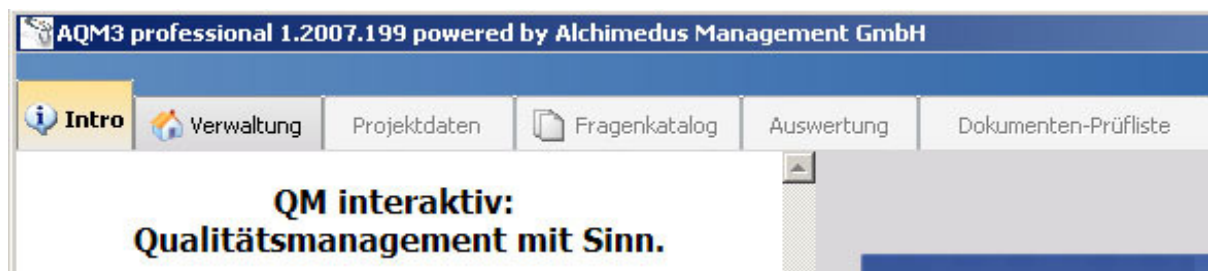 AQM3 professional 1.2007.199 powered by Alchimedus Management GmbH
Intro Verwaltung Projektdaten Fragenkatalog Auswertung Dokumenten-Prüfliste
QM interaktiv:
Qualitätsmanagement mit Sinn.